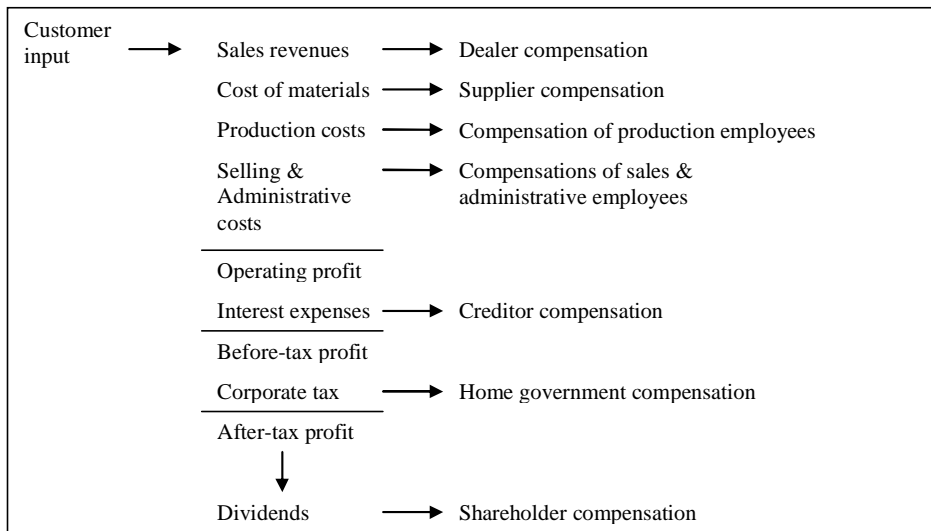 Customer
input
Sales revenues
Dealer compensation
Cost of materials
Supplier compensation
Production costs
Compensation of production employees
Selling &
Administrative
costs
Compensations of sales &
administrative employees
Operating profit
Interest expenses
Creditor compensation
Before-tax profit
Corporate tax
Home government compensation
After-tax profit
Dividends
Shareholder compensation